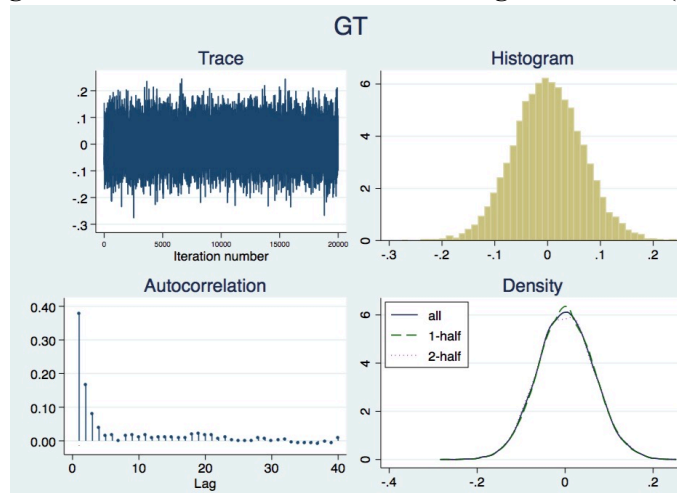 GT
Trace
.2
.1
0
-.1
-.2
-.3
0 5000 10000 15000 20000
Iteration number
Histogram
6
4
2
0
-.3 -.2 -.1 0 .1 .2
Autocorrelation
0.40
0.30
0.20
0.10
0.00
0 10 20 30 40
Lag
Density
all
1-half
2-half
6
4
2
0
-.4 -.2 0 .2